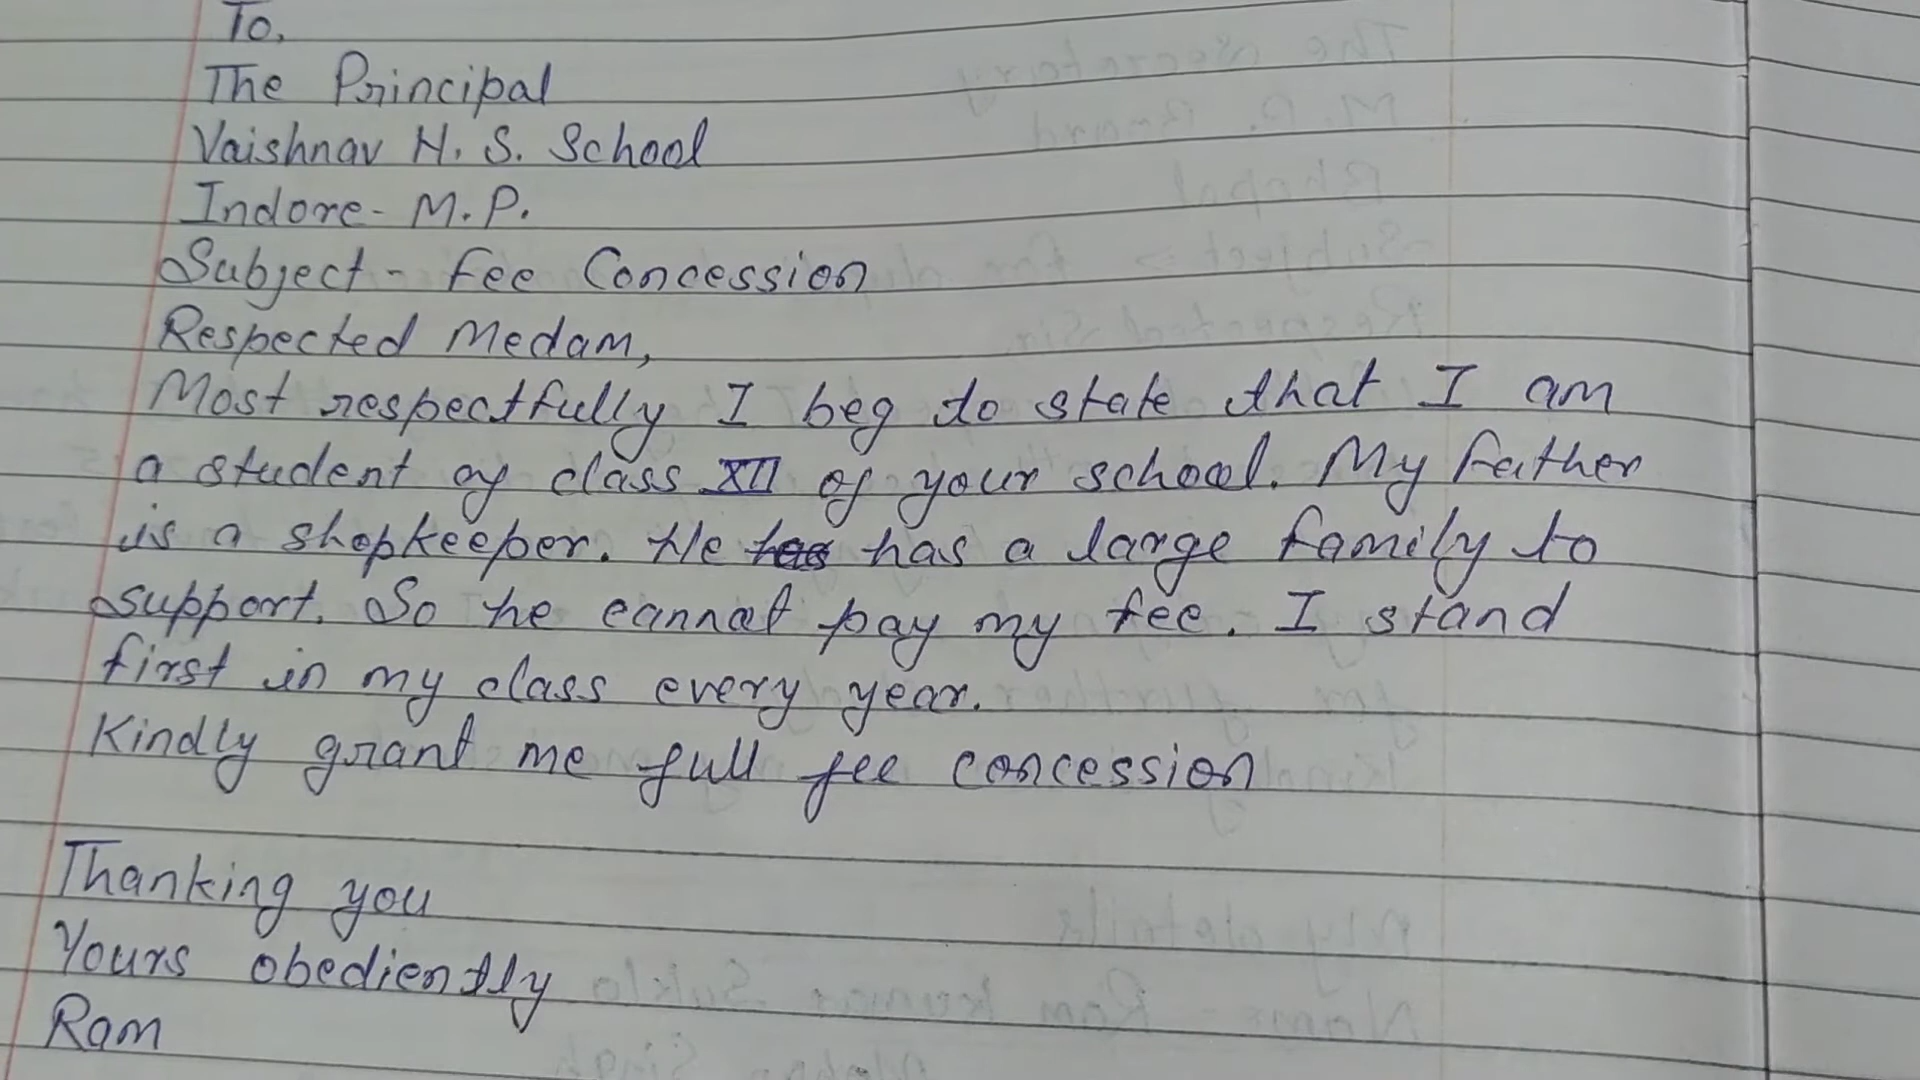 To,
The Principal
Vaishnav H. S. School
Indore - M.P.
Subject - Fee Concession
Respected Medam,
Most respectfully I beg to state that I am
a student of class XII of your school. My father
is a shopkeeper. He has has a large family to
support. So he cannot pay my fee. I stand
first in my class every year.
Kindly grant me full fee concession
Thanking you
Yours obediently
Ram